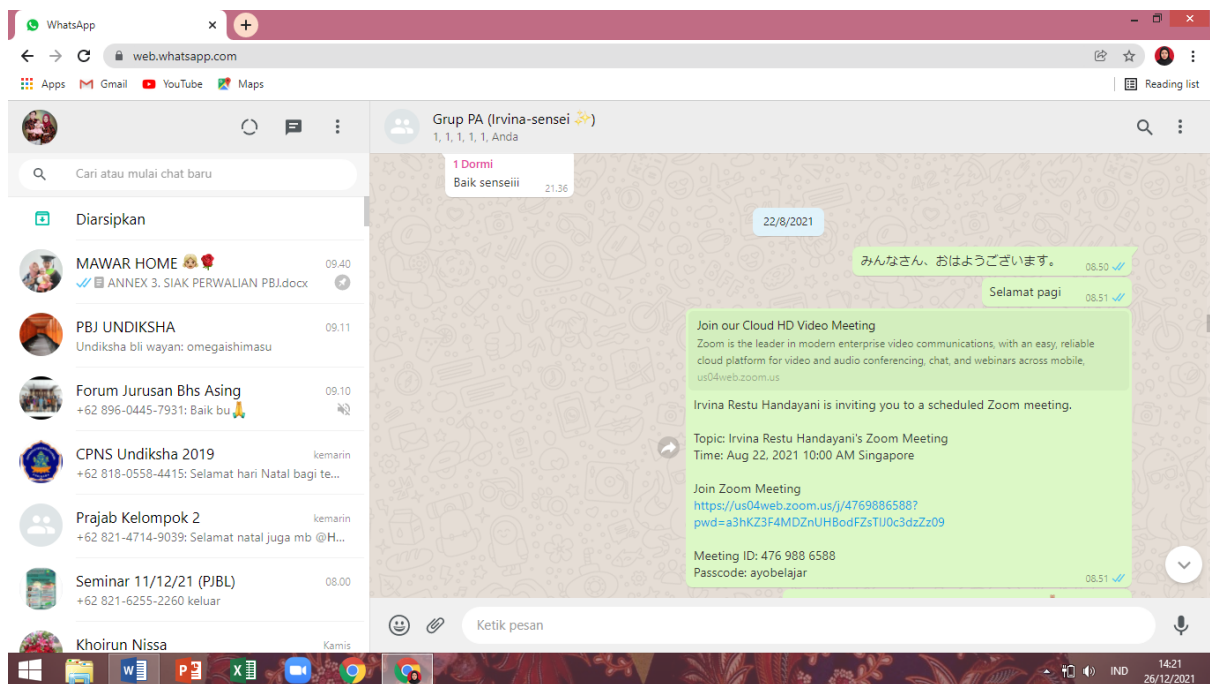 WhatsApp
web.whatsapp.com
Apps Gmail YouTube Maps Reading list
Cari atau mulai chat baru
Diarsipkan
MAWAR HOME 👵🏼🌹 09.40
ANNEX 3. SIAK PERWALIAN PBJ.docx
PBJ UNDIKSHA 09.11
Undiksha bli wayan: omegaishimasu
Forum Jurusan Bhs Asing 09.10
+62 896-0445-7931: Baik bu🙏
CPNS Undiksha 2019 kemarin
+62 818-0558-4415: Selamat hari Natal bagi te...
Prajab Kelompok 2 kemarin
+62 821-4714-9039: Selamat natal juga mb @H...
Seminar 11/12/21 (PJBL) 08.00
+62 821-6255-2260 keluar
Khoirun Nissa Kamis
Grup PA (Irvina-sensei ✨)
1, 1, 1, 1, 1, Anda
1 Dormi
Baik senseiii 21.36
22/8/2021
みんなさん、おはようございます。 08.50
Selamat pagi 08.51
Join our Cloud HD Video Meeting
Zoom is the leader in modern enterprise video communications, with an easy, reliable
cloud platform for video and audio conferencing, chat, and webinars across mobile,
us04web.zoom.us
Irvina Restu Handayani is inviting you to a scheduled Zoom meeting.
Topic: Irvina Restu Handayani's Zoom Meeting
Time: Aug 22, 2021 10:00 AM Singapore
Join Zoom Meeting
https://us04web.zoom.us/j/4769886588?
pwd=a3hKZ3F4MDZnUHBodFZsTlJ0c3dzZz09
Meeting ID: 476 988 6588
Passcode: ayobelajar 08.51
Ketik pesan
IND 14:21
26/12/2021